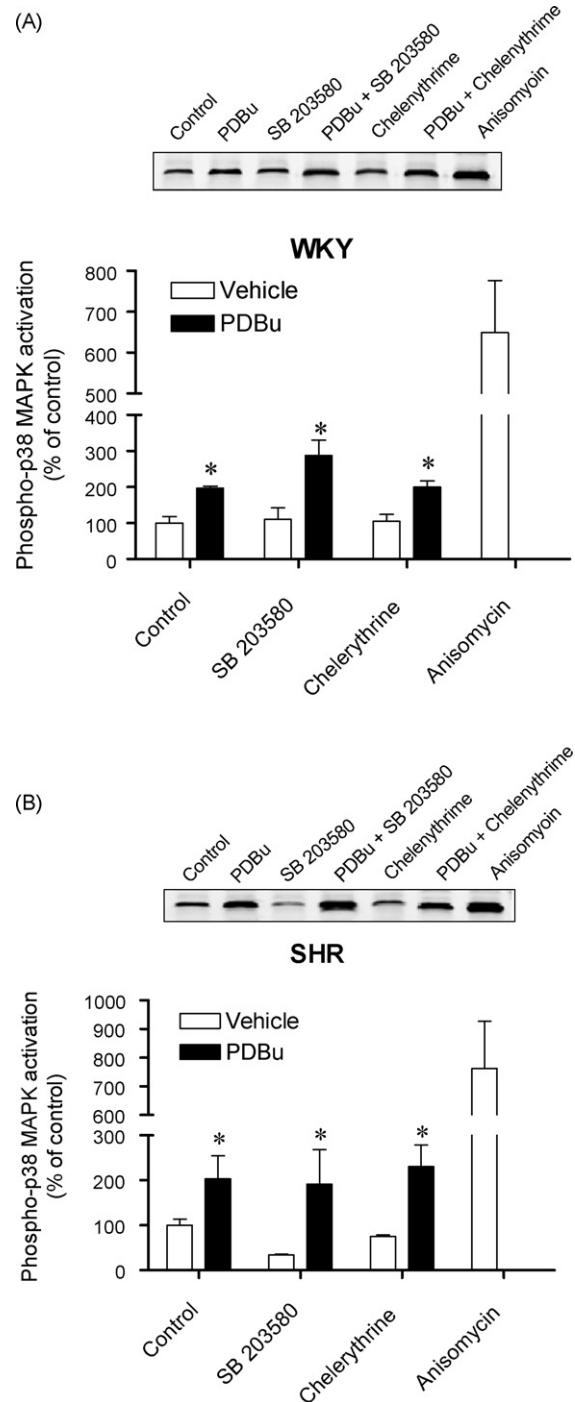 (A)
Control
PDBu
SB 203580
PDBu + SB 203580
Chelenythrime
PDBu + Chelenythrime
Anisomyoin
WKY
Vehicle
PDBu
Phospho-p38 MAPK activation
(% of control)
800
700
600
500
400
300
200
100
0
* * *
Control
SB 203580
Chelerythrine
Anisomycin
(B)
Control
PDBu
SB 203580
PDBu + SB 203580
Chelenythrime
PDBu + Chelenythrime
Anisomyoin
SHR
Vehicle
PDBu
Phospho-p38 MAPK activation
(% of control)
1000
900
800
700
600
300
200
100
0
* * *
Control
SB 203580
Chelerythrine
Anisomycin